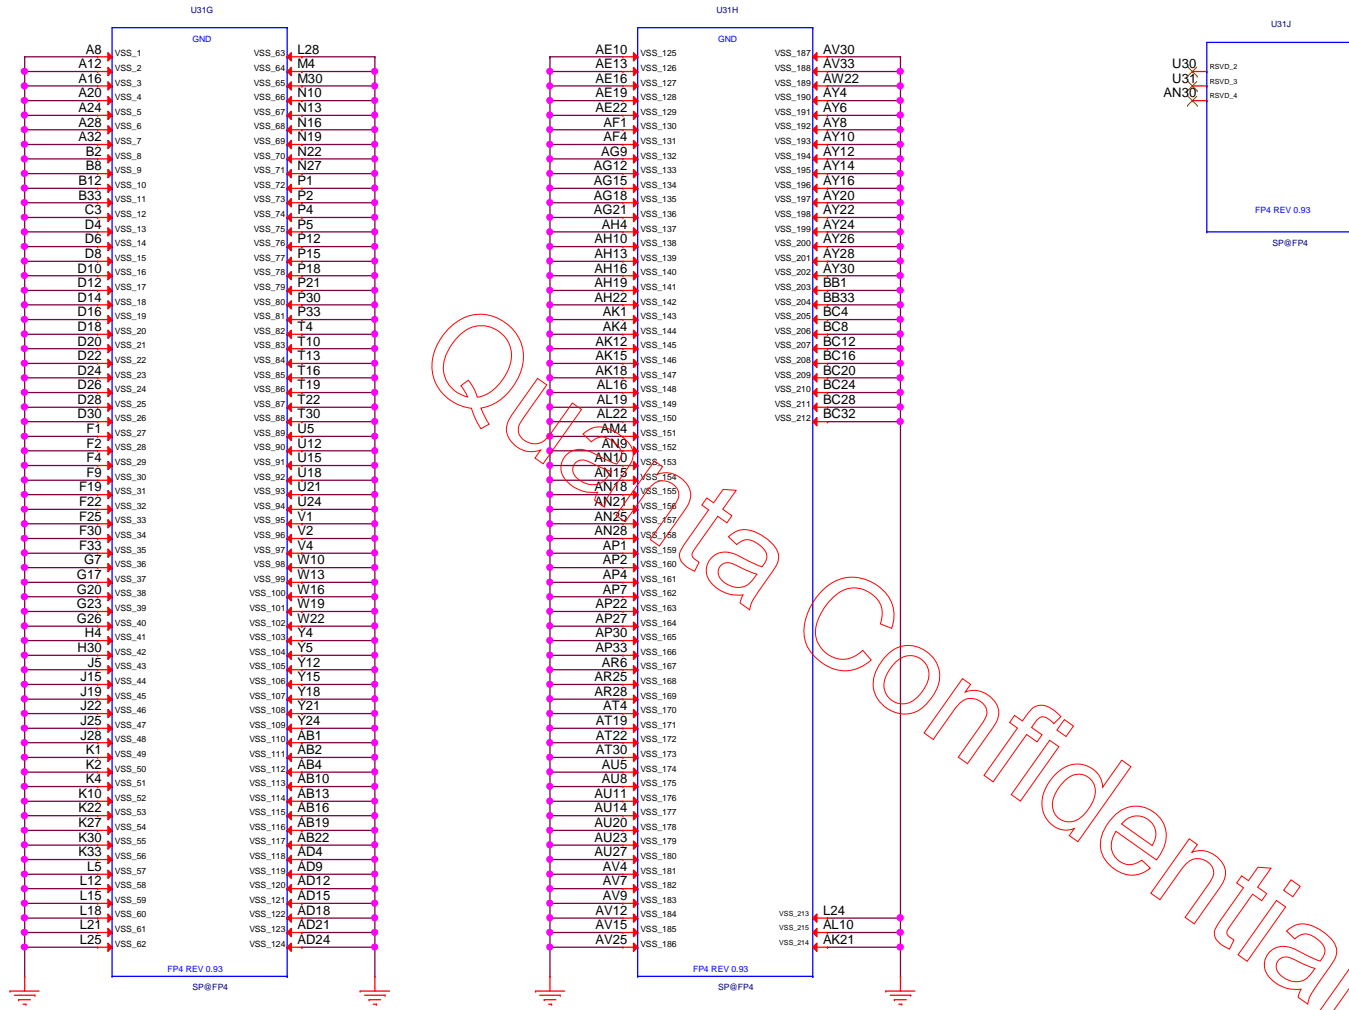 U31G
GND
A8 VSS_1 VSS_63 L28
A12 VSS_2 VSS_64 M4
A16 VSS_3 VSS_65 M30
A20 VSS_4 VSS_66 N10
A24 VSS_5 VSS_67 N13
A28 VSS_6 VSS_68 N16
A32 VSS_7 VSS_69 N19
B2 VSS_8 VSS_70 N22
B8 VSS_9 VSS_71 N27
B12 VSS_10 VSS_72 P1
B33 VSS_11 VSS_73 P2
C3 VSS_12 VSS_74 P4
D4 VSS_13 VSS_75 P5
D6 VSS_14 VSS_76 P12
D8 VSS_15 VSS_77 P15
D10 VSS_16 VSS_78 P18
D12 VSS_17 VSS_79 P21
D14 VSS_18 VSS_80 P30
D16 VSS_19 VSS_81 P33
D18 VSS_20 VSS_82 T4
D20 VSS_21 VSS_83 T10
D22 VSS_22 VSS_84 T13
D24 VSS_23 VSS_85 T16
D26 VSS_24 VSS_86 T19
D28 VSS_25 VSS_87 T22
D30 VSS_26 VSS_88 T30
F1 VSS_27 VSS_89 U5
F2 VSS_28 VSS_90 U12
F4 VSS_29 VSS_91 U15
F9 VSS_30 VSS_92 U18
F19 VSS_31 VSS_93 U21
F22 VSS_32 VSS_94 U24
F25 VSS_33 VSS_95 V1
F30 VSS_34 VSS_96 V2
F33 VSS_35 VSS_97 V4
G7 VSS_36 VSS_98 W10
G17 VSS_37 VSS_99 W13
G20 VSS_38 VSS_100 W16
G23 VSS_39 VSS_101 W19
G26 VSS_40 VSS_102 W22
H4 VSS_41 VSS_103 Y4
H30 VSS_42 VSS_104 Y5
J5 VSS_43 VSS_105 Y12
J15 VSS_44 VSS_106 Y15
J19 VSS_45 VSS_107 Y18
J22 VSS_46 VSS_108 Y21
J25 VSS_47 VSS_109 Y24
J28 VSS_48 VSS_110 AB1
K1 VSS_49 VSS_111 AB2
K2 VSS_50 VSS_112 AB4
K4 VSS_51 VSS_113 AB10
K10 VSS_52 VSS_114 AB13
K22 VSS_53 VSS_115 AB16
K27 VSS_54 VSS_116 AB19
K30 VSS_55 VSS_117 AB22
K33 VSS_56 VSS_118 AD4
L5 VSS_57 VSS_119 AD9
L12 VSS_58 VSS_120 AD12
L15 VSS_59 VSS_121 AD15
L18 VSS_60 VSS_122 AD18
L21 VSS_61 VSS_123 AD21
L25 VSS_62 VSS_124 AD24
FP4 REV 0.93
SP@FP4
U31H
GND
AE10 VSS_125 VSS_187 AV30
AE13 VSS_126 VSS_188 AV33
AE16 VSS_127 VSS_189 AW22
AE19 VSS_128 VSS_190 AY4
AE22 VSS_129 VSS_191 AY6
AF1 VSS_130 VSS_192 AY8
AF4 VSS_131 VSS_193 AY10
AG9 VSS_132 VSS_194 AY12
AG12 VSS_133 VSS_195 AY14
AG15 VSS_134 VSS_196 AY16
AG18 VSS_135 VSS_197 AY20
AG21 VSS_136 VSS_198 AY22
AH4 VSS_137 VSS_199 AY24
AH10 VSS_138 VSS_200 AY26
AH13 VSS_139 VSS_201 AY28
AH16 VSS_140 VSS_202 AY30
AH19 VSS_141 VSS_203 BB1
AH22 VSS_142 VSS_204 BB33
AK1 VSS_143 VSS_205 BC4
AK4 VSS_144 VSS_206 BC8
AK12 VSS_145 VSS_207 BC12
AK15 VSS_146 VSS_208 BC16
AK18 VSS_147 VSS_209 BC20
AL16 VSS_148 VSS_210 BC24
AL19 VSS_149 VSS_211 BC28
AL22 VSS_150 VSS_212 BC32
AM4 VSS_151
AN9 VSS_152
AN10 VSS_153
AN15 VSS_154
AN18 VSS_155
AN21 VSS_156
AN25 VSS_157
AN28 VSS_158
AP1 VSS_159
AP2 VSS_160
AP4 VSS_161
AP7 VSS_162
AP22 VSS_163
AP27 VSS_164
AP30 VSS_165
AP33 VSS_166
AR6 VSS_167
AR25 VSS_168
AR28 VSS_169
AT4 VSS_170
AT19 VSS_171
AT22 VSS_172
AT30 VSS_173
AU5 VSS_174
AU8 VSS_175
AU11 VSS_176
AU14 VSS_177
AU20 VSS_178
AU23 VSS_179
AU27 VSS_180
AV4 VSS_181
AV7 VSS_182
AV9 VSS_183
AV12 VSS_184 VSS_213 L24
AV15 VSS_185 VSS_215 AL10
AV25 VSS_186 VSS_214 AK21
FP4 REV 0.93
SP@FP4
U31J
U30 RSVD_2
U31 RSVD_3
AN30 RSVD_4
FP4 REV 0.93
SP@FP4
Quanta Confidential